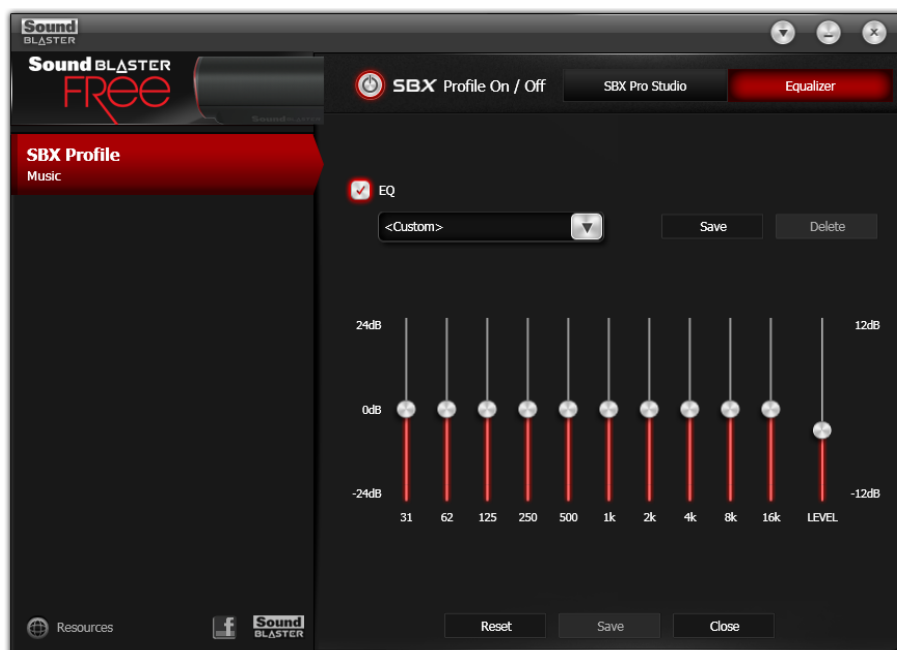 Sound
BLASTER
Sound BLASTER
FRee
SoundBLASTER
SBX Profile On / Off
SBX Pro Studio
Equalizer
SBX Profile
Music
EQ
<Custom>
Save
Delete
24dB
12dB
0dB
-24dB
-12dB
31 62 125 250 500 1k 2k 4k 8k 16k LEVEL
Resources
f
Sound
BLASTER
Reset
Save
Close